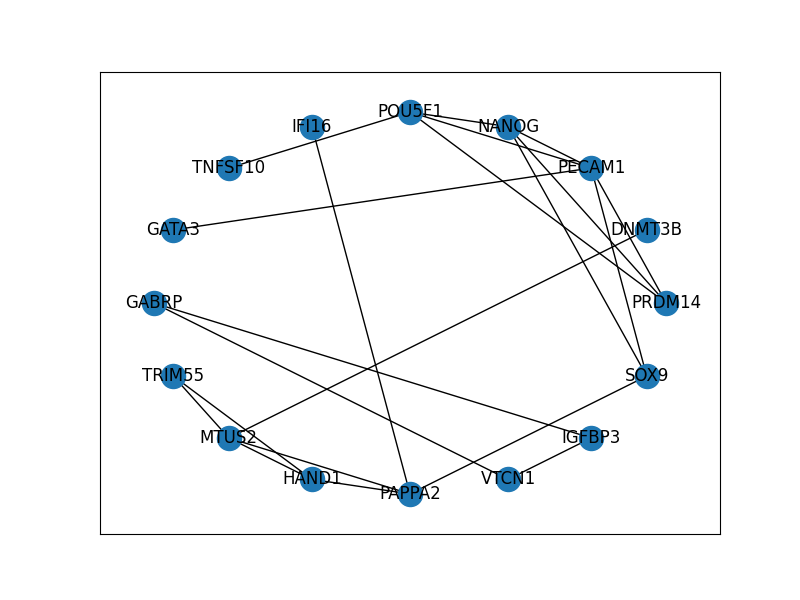 POU5F1
IFI16
NANOG
TNFSF10
PECAM1
GATA3
DNMT3B
GABRP
PRDM14
TRIM55
SOX9
MTUS2
IGFBP3
HAND1
VTCN1
PAPPA2